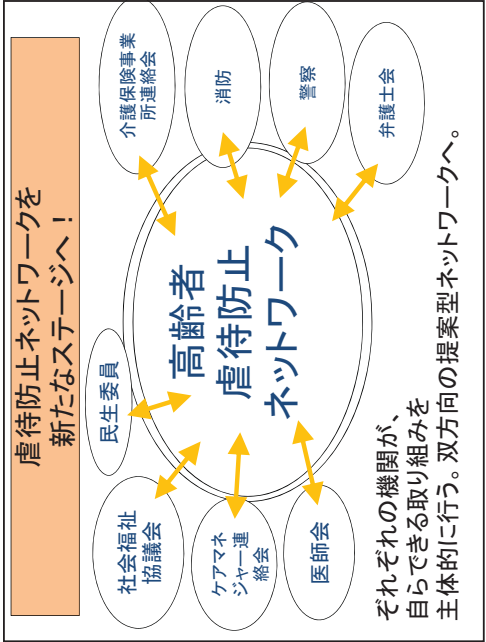 虐待防止ネットワークを
新たなステージへ！
民生委員
介護保険事業
所連絡会
消防
警察
弁護士会
高齢者
虐待防止
ネットワーク
社会福祉
協議会
ケアマネ
ジャー連
絡会
医師会
それぞれの機関が、
自らできる取り組みを
主体的に行う。双方向の提案型ネットワークへ。